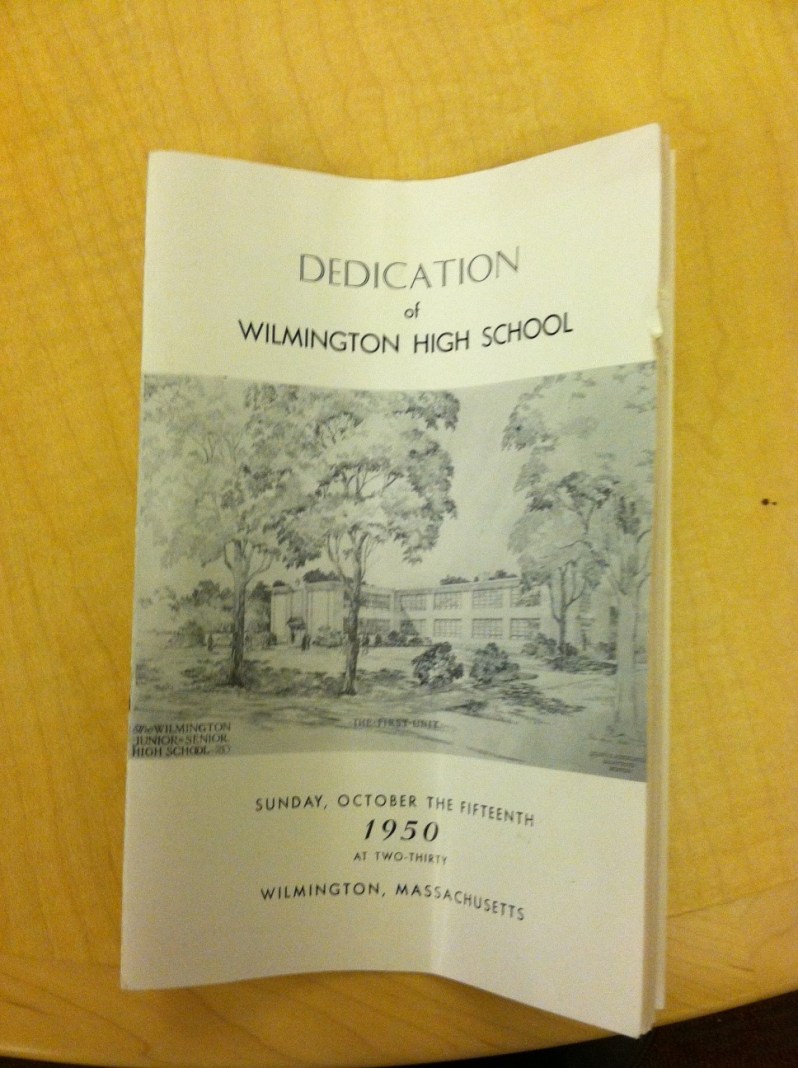 DEDICATION
of
WILMINGTON HIGH SCHOOL
The WILMINGTON
JUNIOR-SENIOR
HIGH SCHOOL
THE FIRST UNIT
SUNDAY, OCTOBER THE FIFTEENTH
1950
AT TWO-THIRTY
WILMINGTON, MASSACHUSETTS